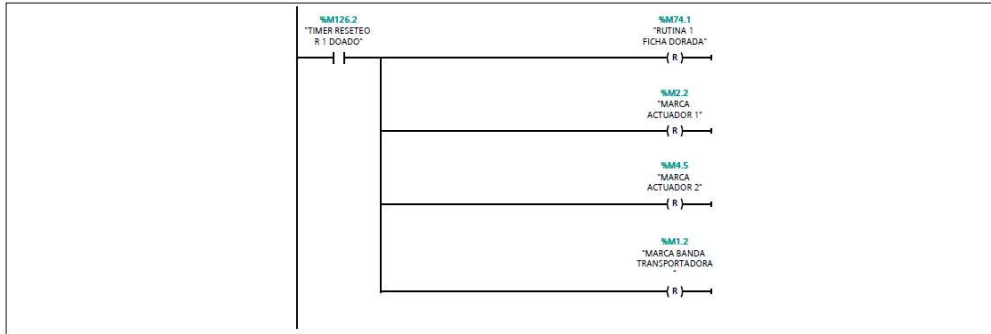 %M126.2
"TIMER RESETEO
R 1 DOADO"
%M74.1
"RUTINA 1
FICHA DORADA"
R
%M2.2
"MARCA
ACTUADOR 1"
R
%M4.5
"MARCA
ACTUADOR 2"
R
%M1.2
"MARCA BANDA
TRANSPORTADORA
"
R